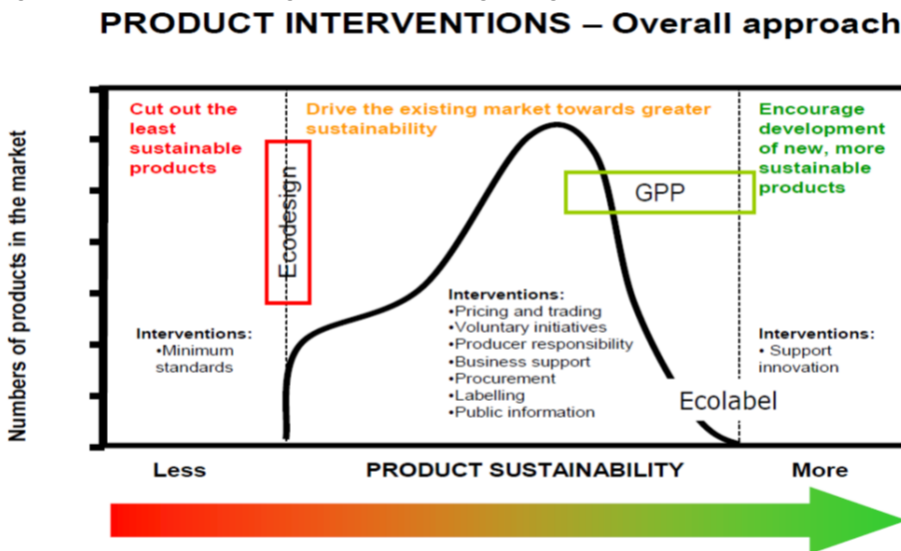 PRODUCT INTERVENTIONS – Overall approach
Numbers of products in the market
Cut out the
least
sustainable
products
Ecodesign
Drive the existing market towards greater
sustainability
GPP
Encourage
development
of new, more
sustainable
products
Interventions:
•Minimum
standards
Interventions:
•Pricing and trading
•Voluntary initiatives
•Producer responsibility
•Business support
•Procurement
•Labelling
•Public information
Interventions:
• Support
innovation
Ecolabel
Less
PRODUCT SUSTAINABILITY
More